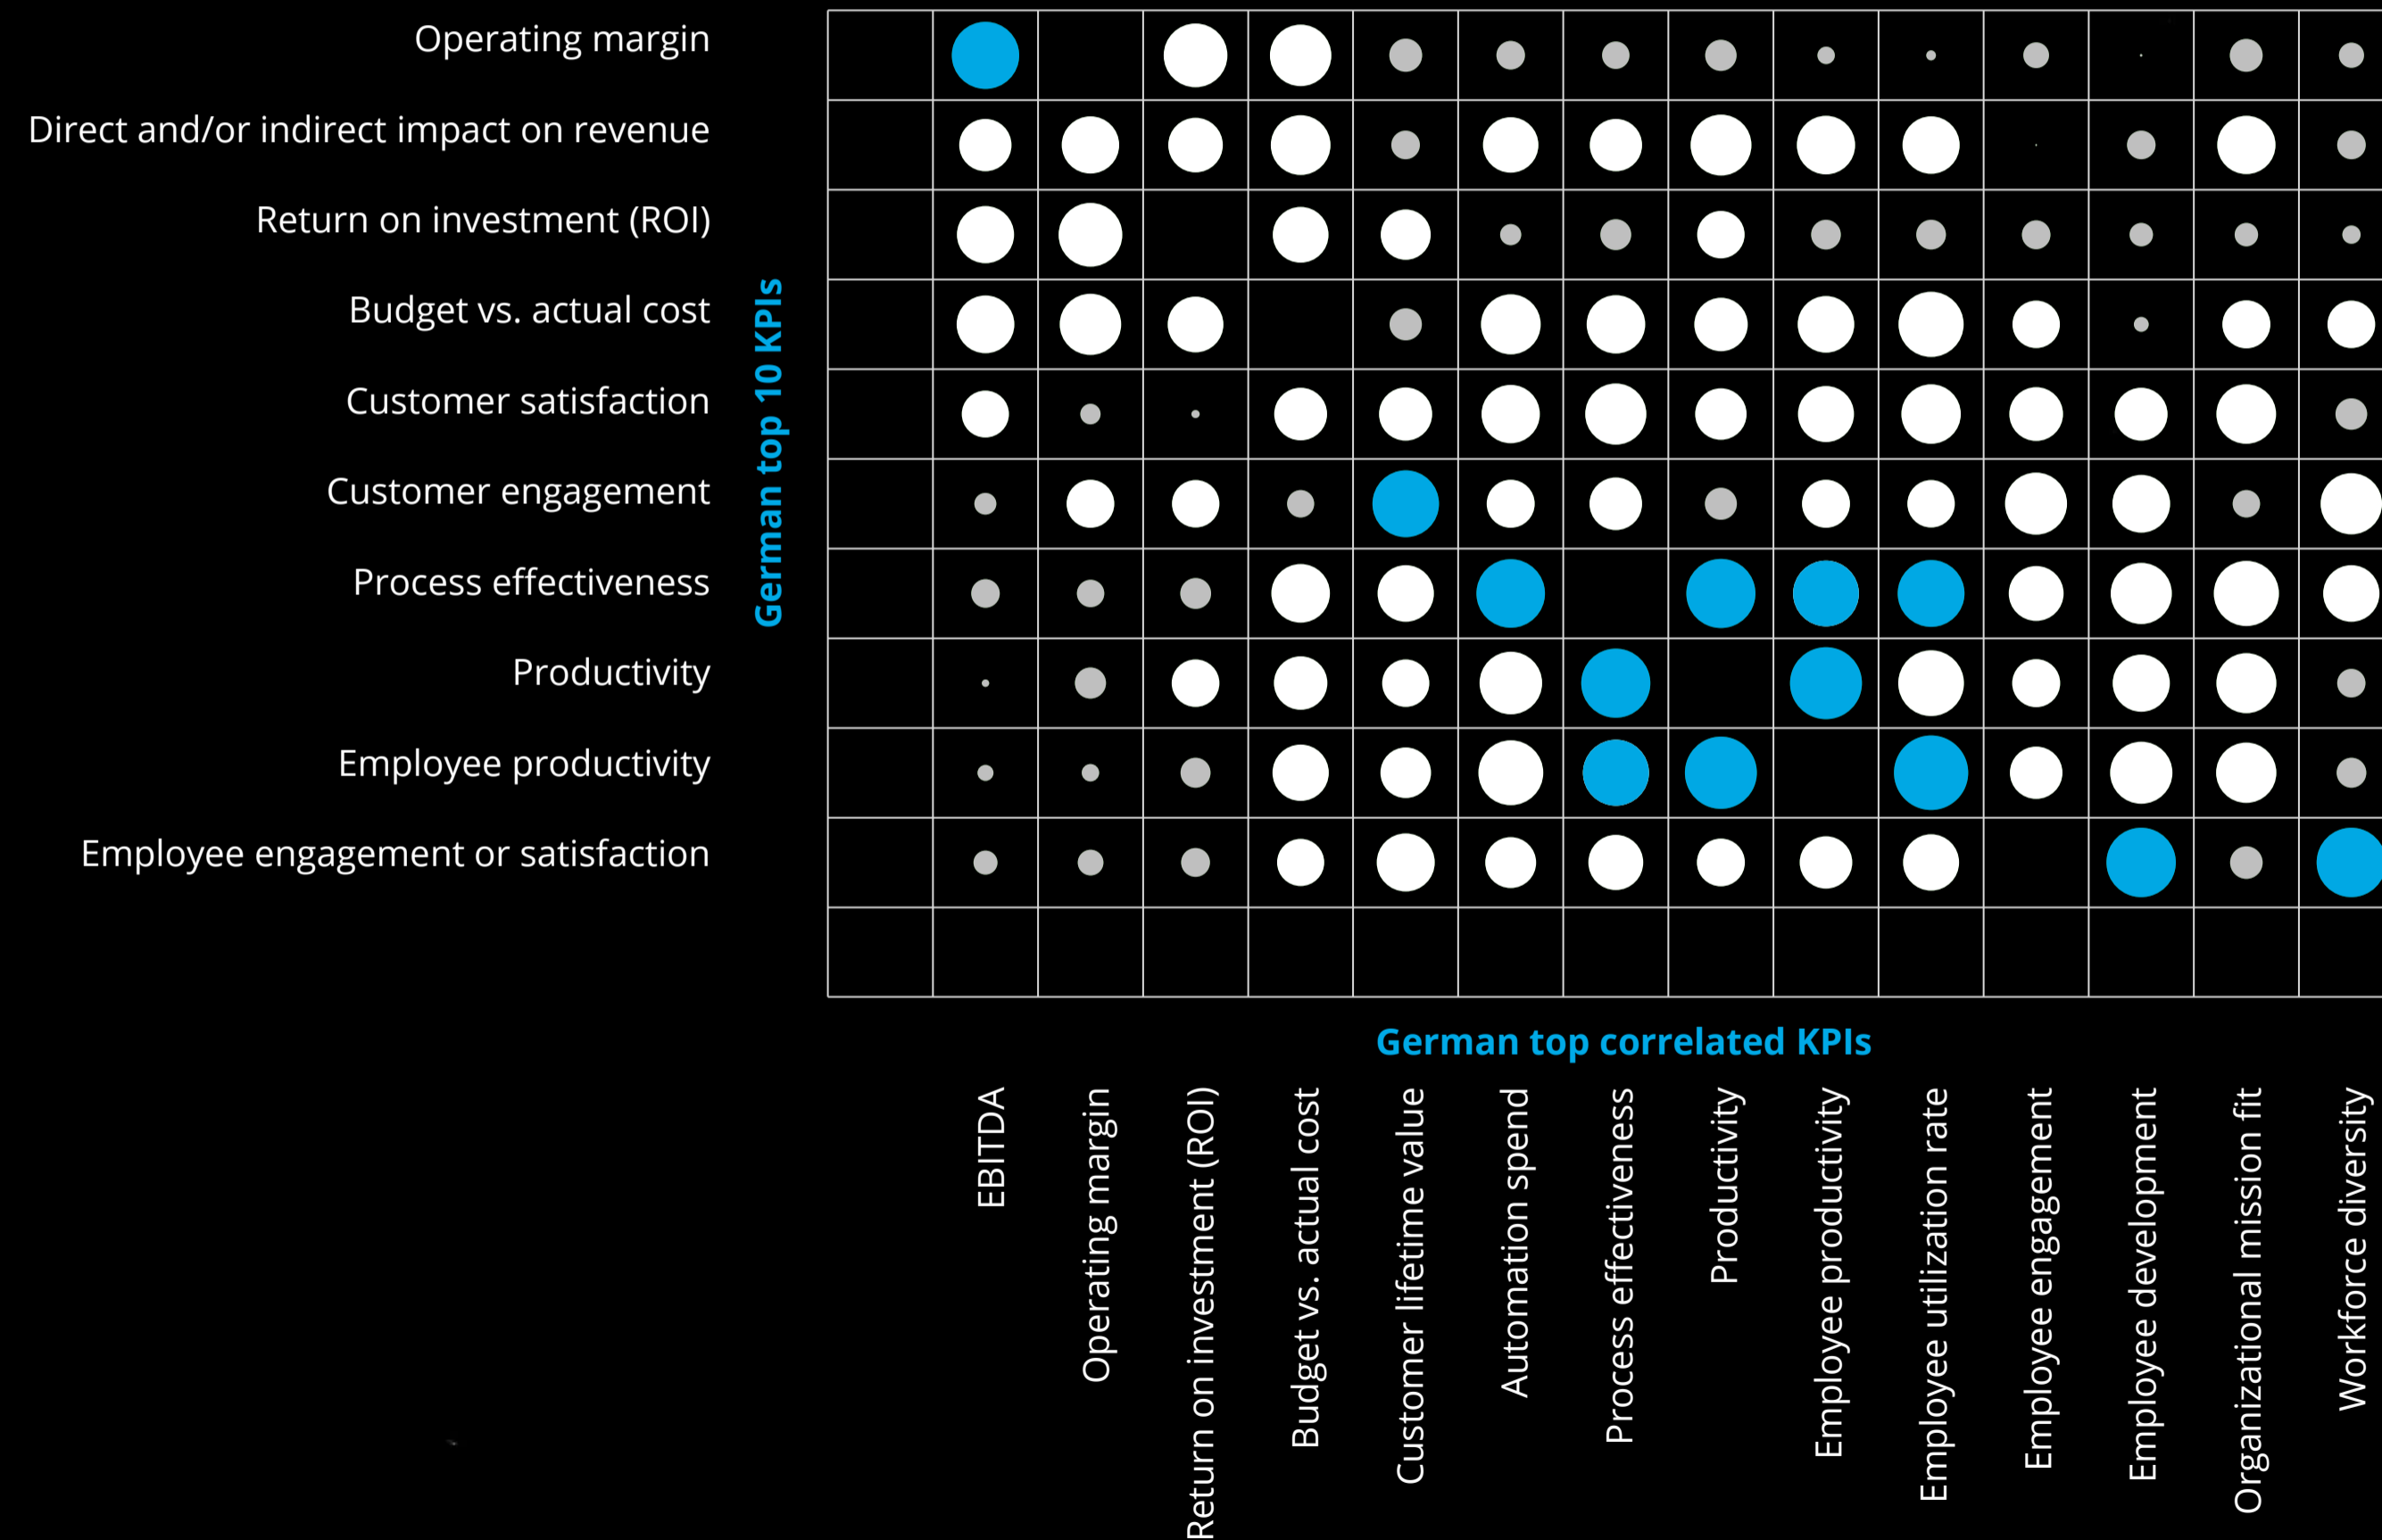 Operating margin
Direct and/or indirect impact on revenue
Return on investment (ROI)
Budget vs. actual cost
Customer satisfaction
Customer engagement
Process effectiveness
Productivity
Employee productivity
Employee engagement or satisfaction
German top 10 KPIs
German top correlated KPIs
EBITDA
Operating margin
Return on investment (ROI)
Budget vs. actual cost
Customer lifetime value
Automation spend
Process effectiveness
Productivity
Employee productivity
Employee utilization rate
Employee engagement
Employee development
Organizational mission fit
Workforce diversity